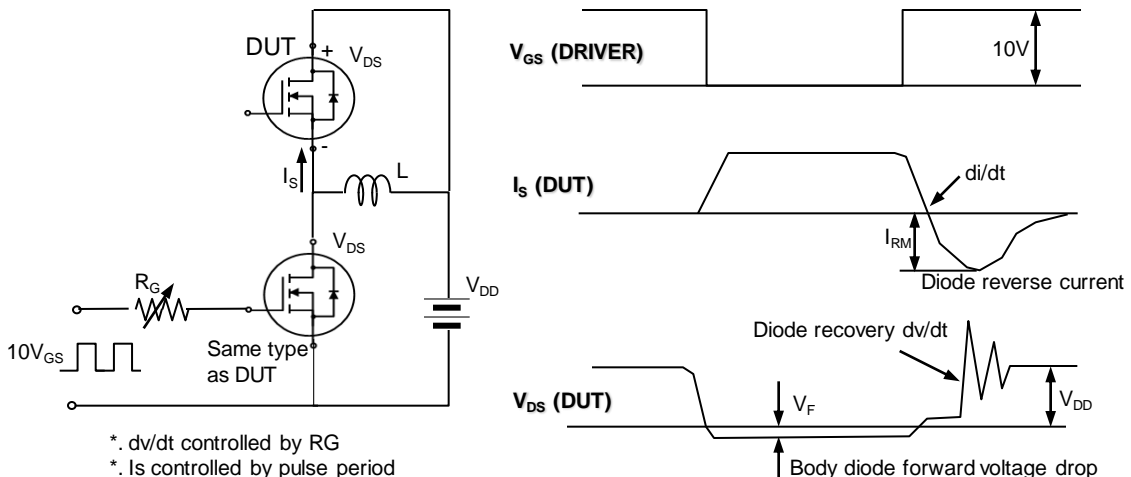 DUT
+
V_DS
-
I_S
L
V_DS
R_G
V_DD
10V_GS
Same type
as DUT
*. dv/dt controlled by RG
*. Is controlled by pulse period
V_GS (DRIVER)
10V
I_S (DUT)
di/dt
I_RM
Diode reverse current
Diode recovery dv/dt
V_DS (DUT)
V_F
V_DD
Body diode forward voltage drop